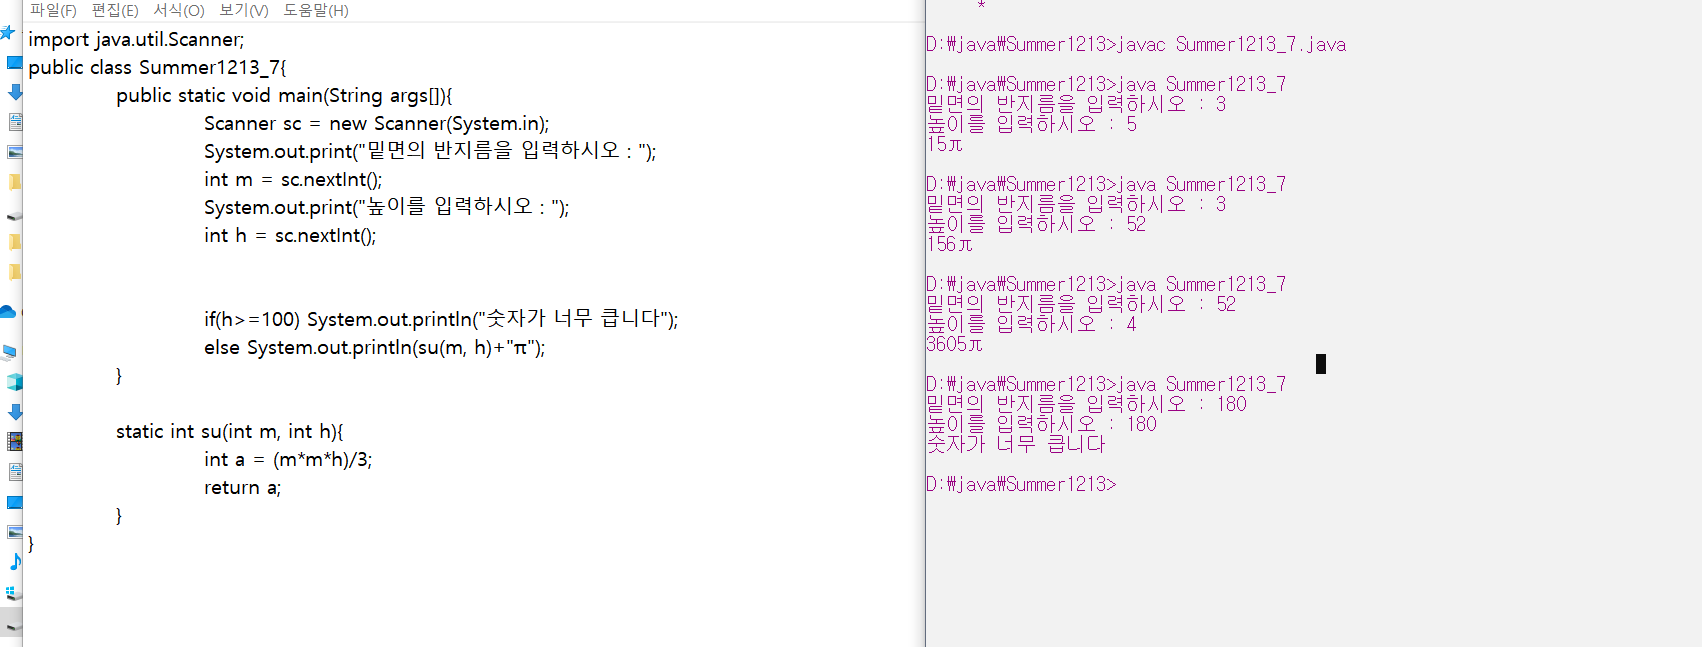 파일(F) 편집(E) 서식(O) 보기(V) 도움말(H)
import java.util.Scanner;
public class Summer1213_7{
public static void main(String args[]){
Scanner sc = new Scanner(System.in);
System.out.print("밑면의 반지름을 입력하시오 : ");
int m = sc.nextInt();
System.out.print("높이를 입력하시오 : ");
int h = sc.nextInt();
if(h>=100) System.out.println("숫자가 너무 큽니다");
else System.out.println(su(m, h)+"π");
}
static int su(int m, int h){
int a = (m*m*h)/3;
return a;
}
}
*
D:\java\Summer1213>javac Summer1213_7.java
D:\java\Summer1213>java Summer1213_7
밑면의 반지름을 입력하시오 : 3
높이를 입력하시오 : 5
15π
D:\java\Summer1213>java Summer1213_7
밑면의 반지름을 입력하시오 : 3
높이를 입력하시오 : 52
156π
D:\java\Summer1213>java Summer1213_7
밑면의 반지름을 입력하시오 : 52
높이를 입력하시오 : 4
3605π
D:\java\Summer1213>java Summer1213_7
밑면의 반지름을 입력하시오 : 180
높이를 입력하시오 : 180
숫자가 너무 큽니다
D:\java\Summer1213>